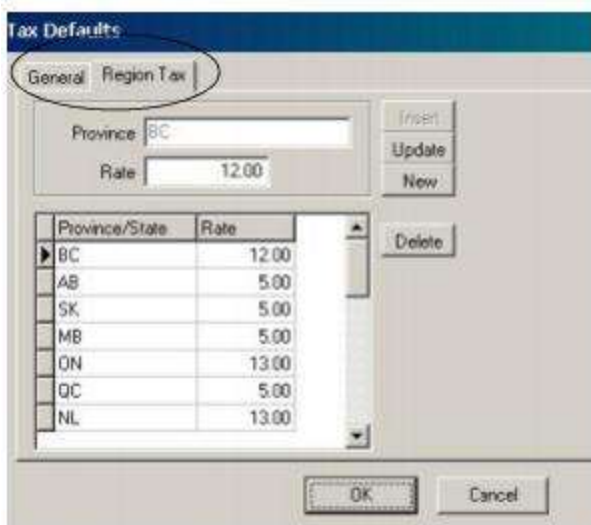 Tax Defaults
General Region Tax
Province BC
Rate 12.00
Insert
Update
New
Delete
Province/State Rate
BC 12.00
AB 5.00
SK 5.00
MB 5.00
ON 13.00
QC 5.00
NL 13.00
OK Cancel